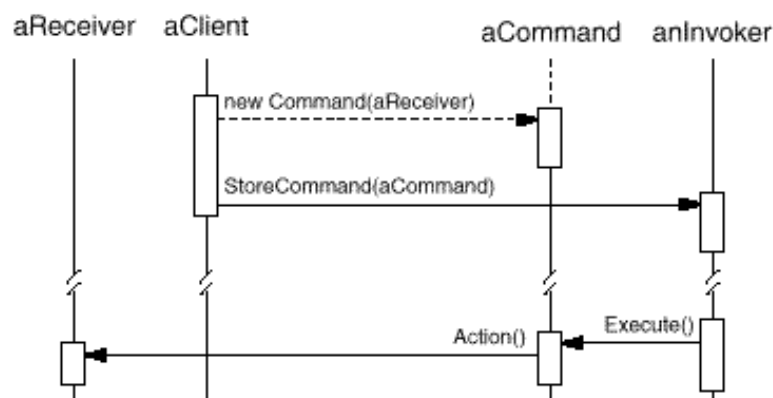 aReceiver aClient aCommand anInvoker
new Command(aReceiver)
StoreCommand(aCommand)
Action() Execute()